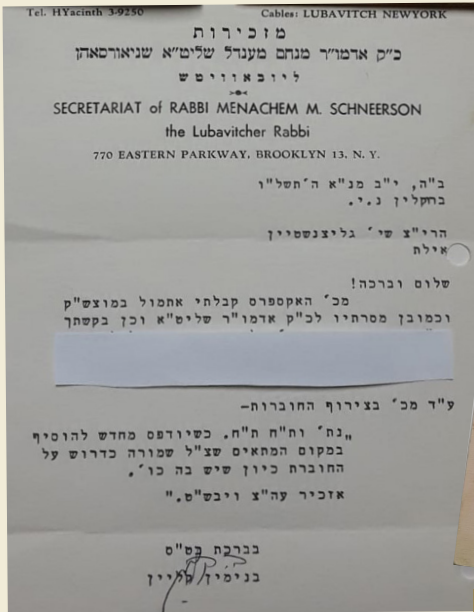 Tel. HYacinth 3-9250 Cables: LUBAVITCH NEWYORK
מזכירות
כ"ק אדמו"ר מנחם מענדל שליט"א שניאורסאהן
ליובאוויטש
SECRETARIAT of RABBI MENACHEM M. SCHNEERSON
the Lubavitcher Rabbi
770 EASTERN PARKWAY, BROOKLYN 13, N. Y.
ב"ה, י"ב מנ"א ה'תשל"ו
ברוקלין נ.י.
הרי"צ שי' גליצנשטיין
אילת
שלום וברכה!
מכ' האקספרס קבלתי אתמול במוצש"ק
וכמובן מסרתיו לכ"ק אדמו"ר שליט"א וכן בקשתך
ע"ד מכ' בצירוף החוברות-
"נת' ות"ח ת"ח. כשיודפס מחדש להוסיף
במקום המתאים שצ"ל שמורה כדרוש על
החוברת כיון שיש בה כו'.
אזכיר עה"צ ויבש"ט."
בברכת כט"ס
בנימין קליין